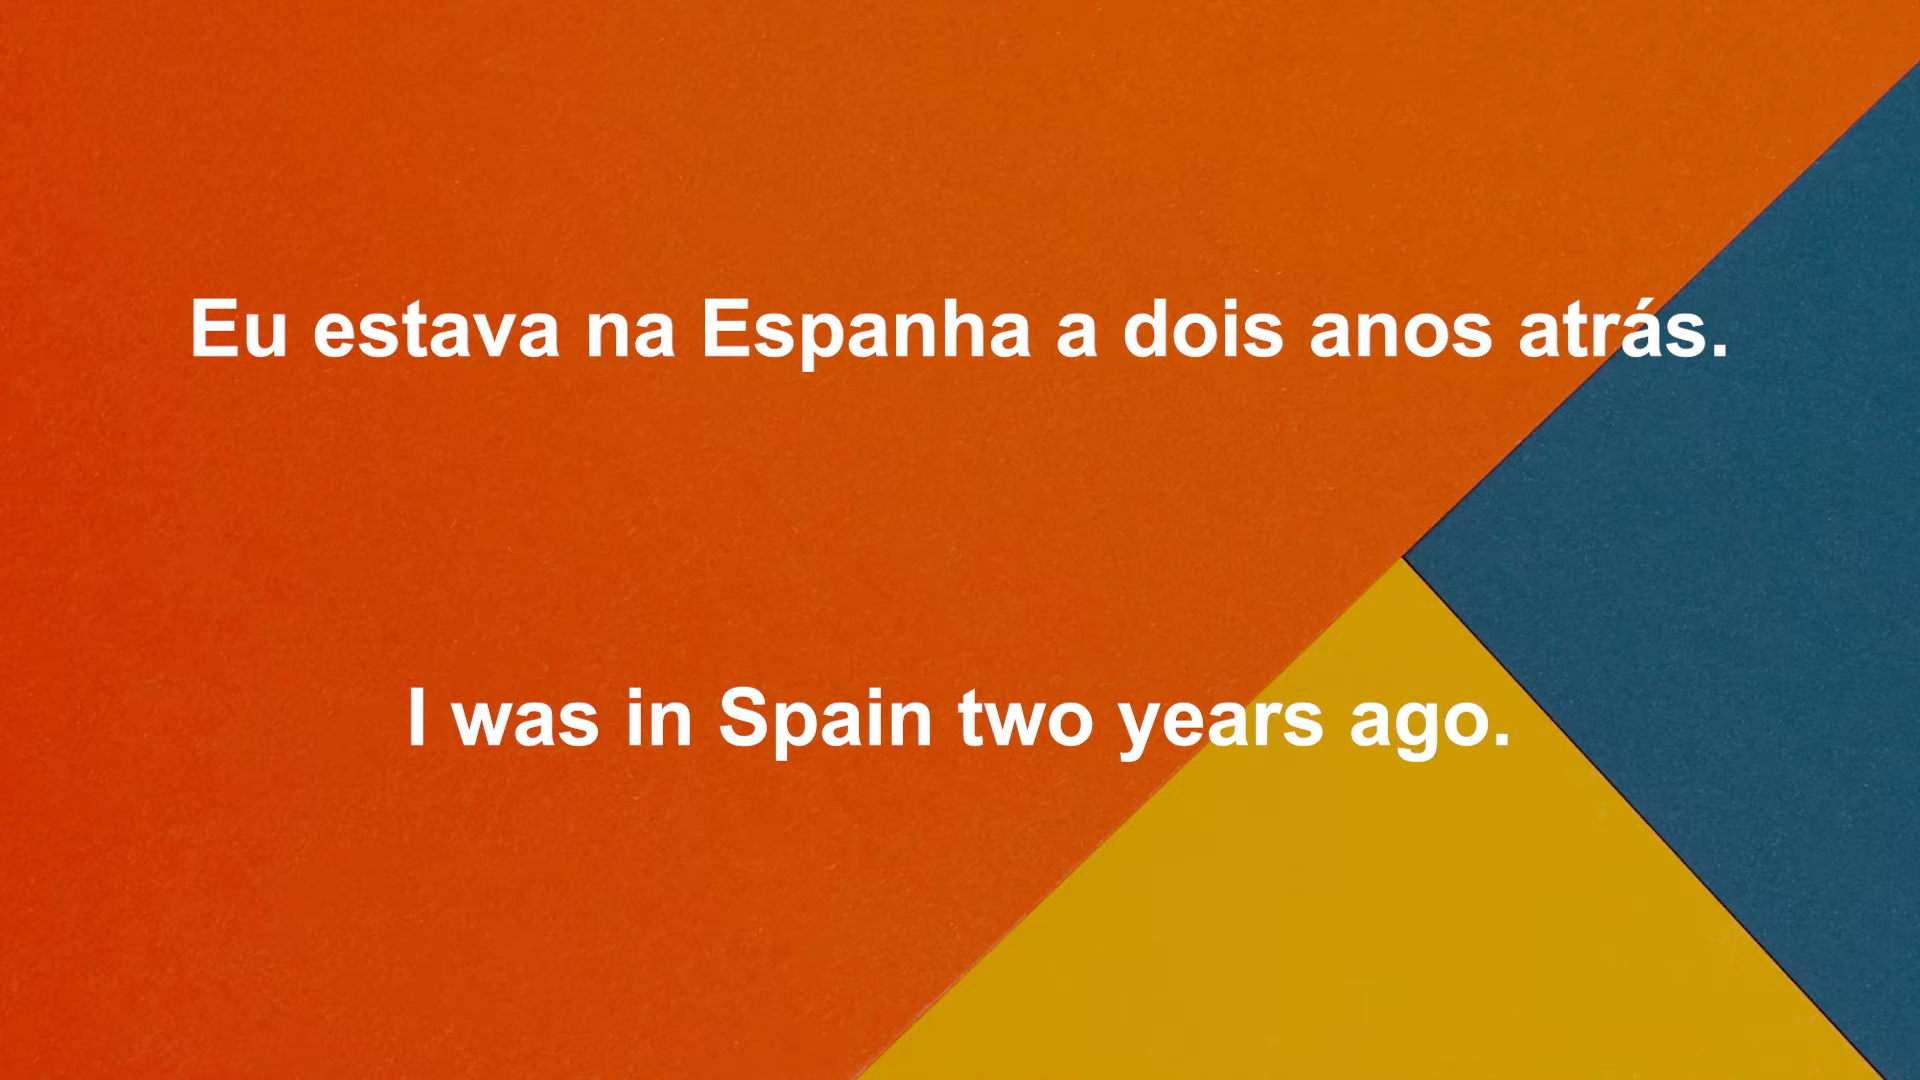 Eu estava na Espanha a dois anos atrás.
I was in Spain two years ago.